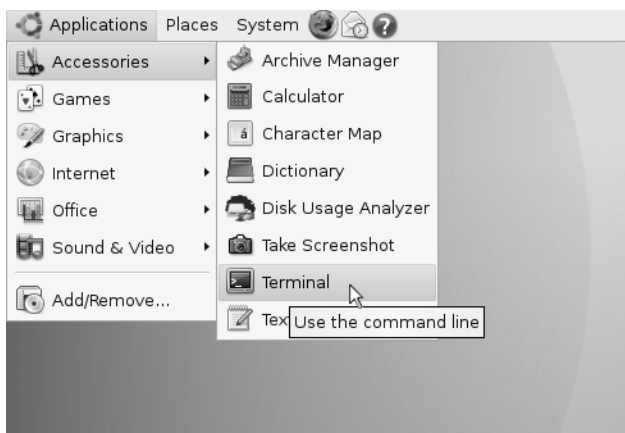 Applications Places System ?
Accessories
Games
Graphics
Internet
Office
Sound & Video
Add/Remove...
Archive Manager
Calculator
á Character Map
Dictionary
Disk Usage Analyzer
Take Screenshot
Terminal
Tex
Use the command line